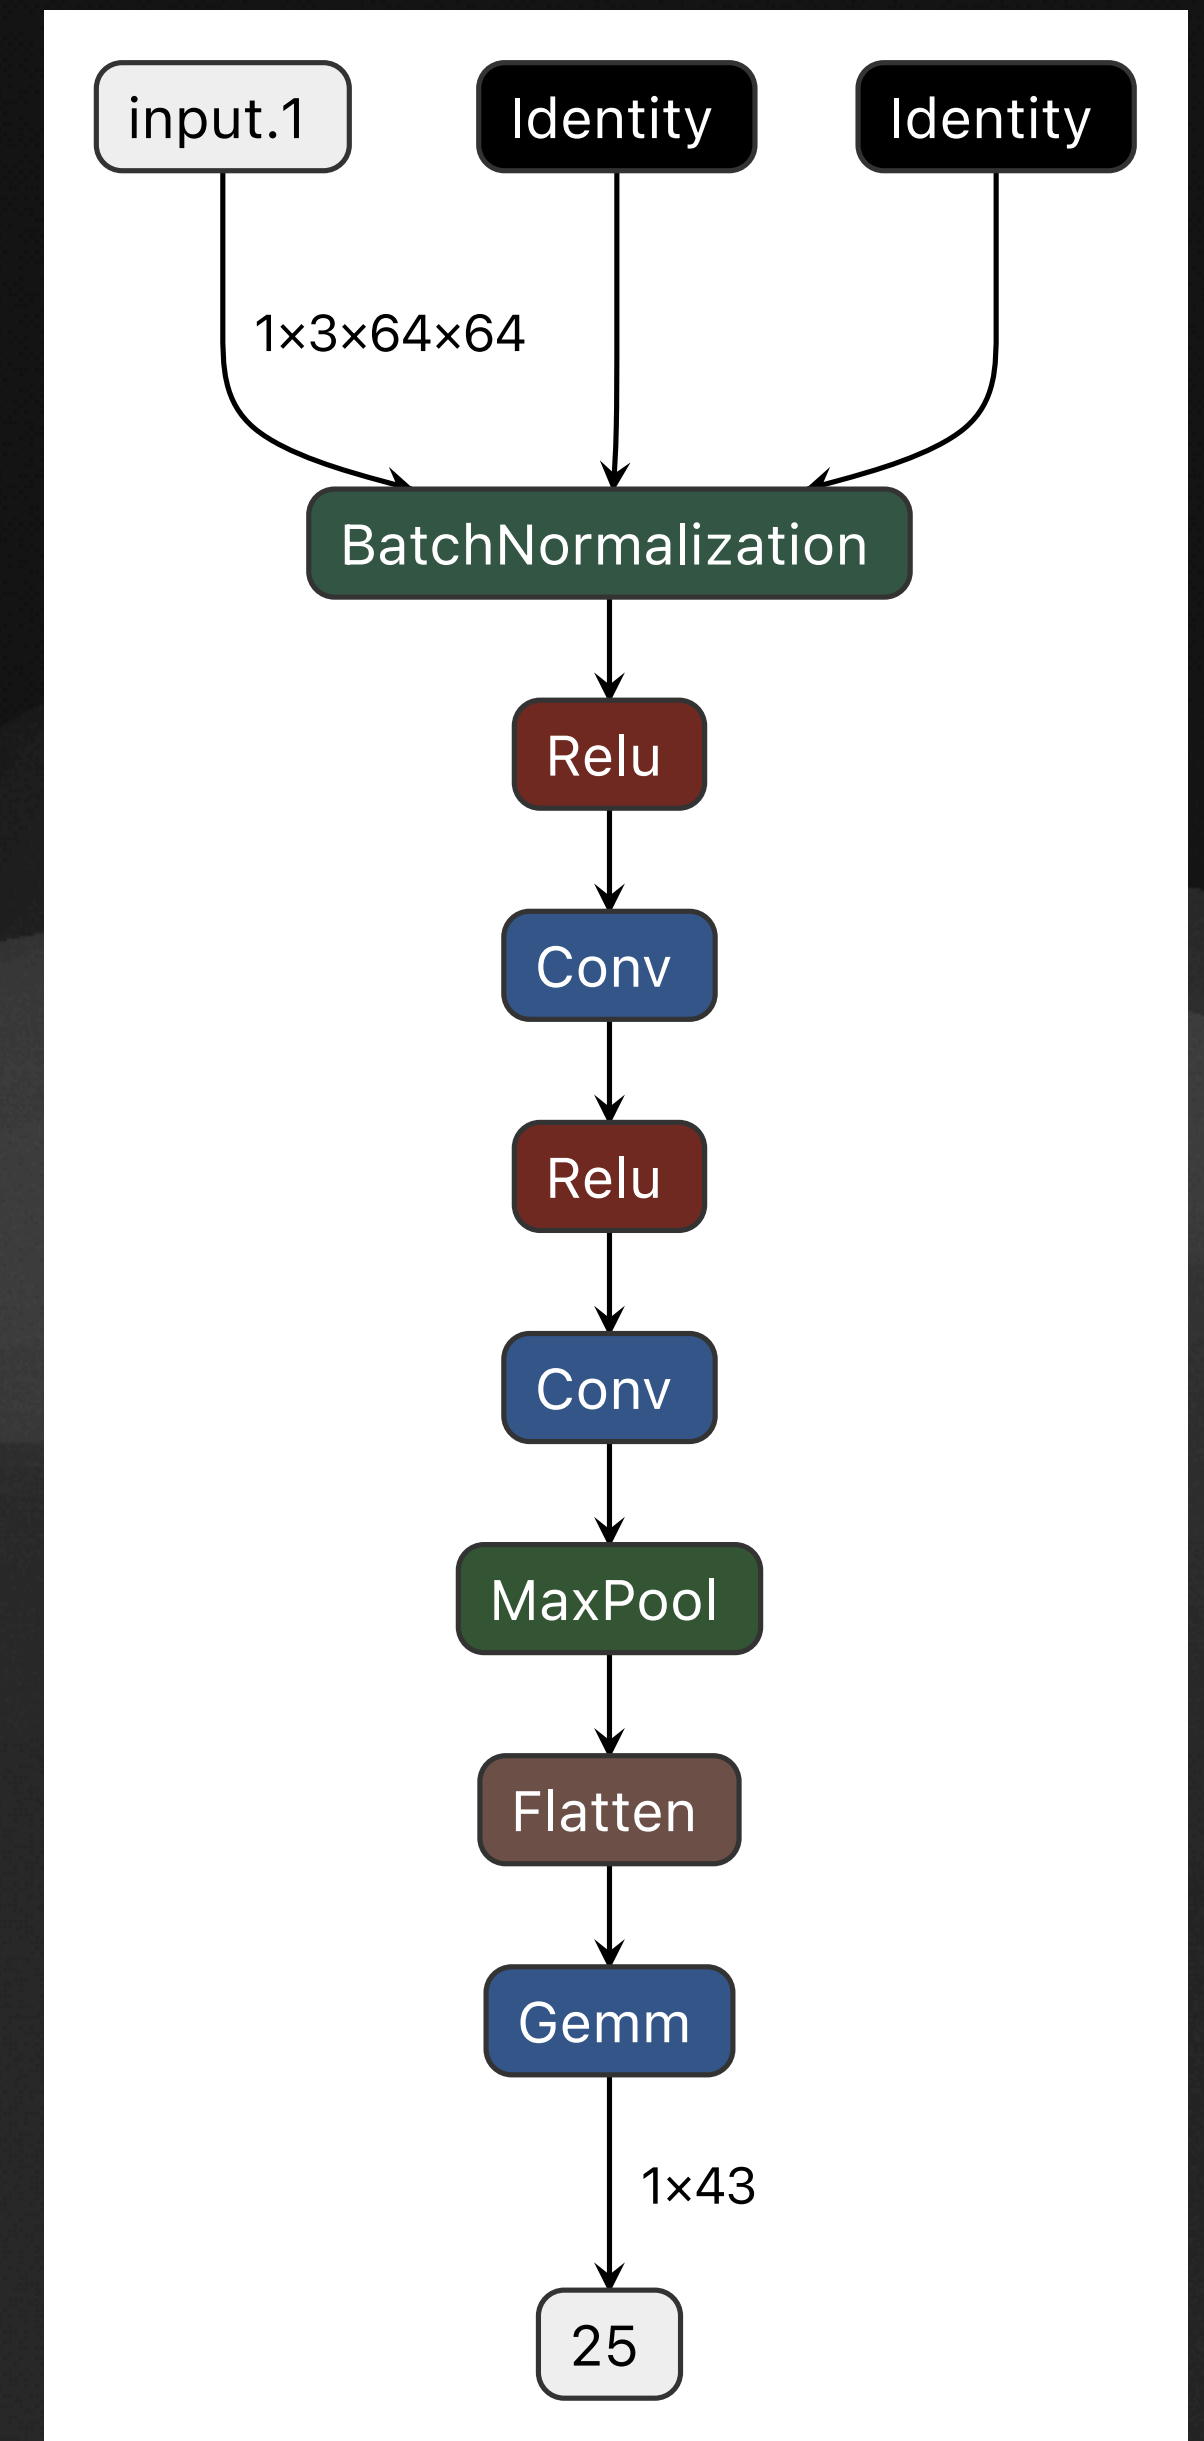 input.1
Identity
Identity
1×3×64×64
BatchNormalization
Relu
Conv
Relu
Conv
MaxPool
Flatten
Gemm
1×43
25